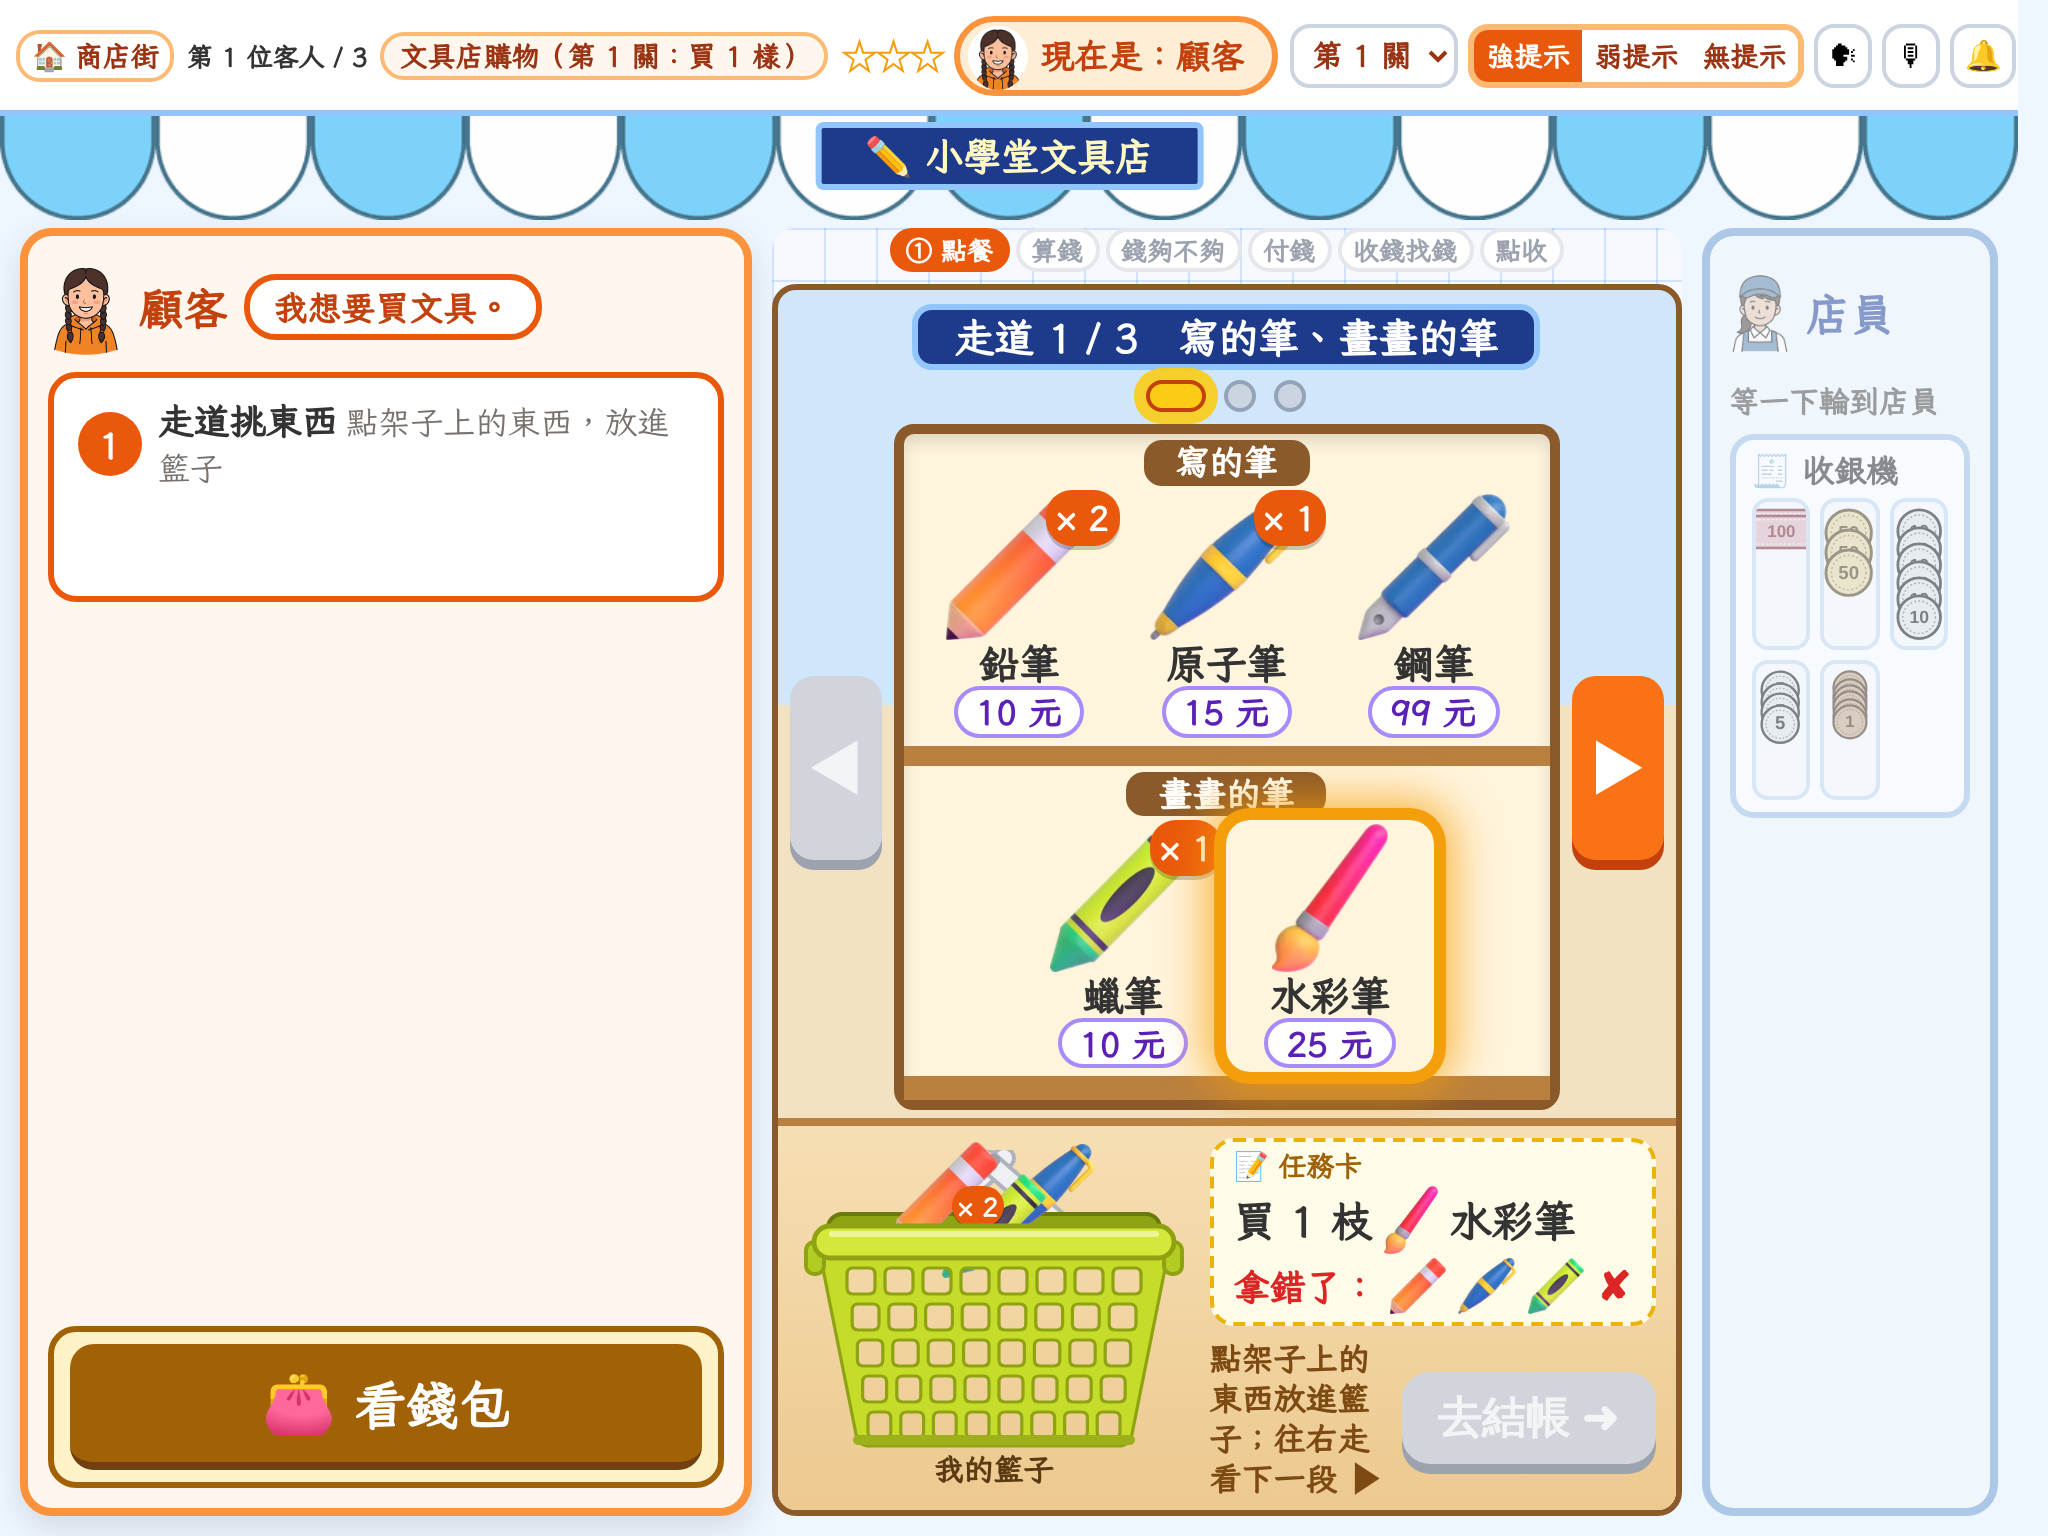 商店街
第 1 位客人 / 3
文具店購物（第 1 關：買 1 樣）
現在是：顧客
第 1 關
強提示 弱提示 無提示
小學堂文具店
顧客
我想要買文具。
1
走道挑東西 點架子上的東西，放進
籃子
看錢包
① 點餐 算錢 錢夠不夠 付錢 收錢找錢 點收
走道 1 / 3 寫的筆、畫畫的筆
寫的筆
× 2
× 1
鉛筆 原子筆 鋼筆
10 元 15 元 99 元
畫畫的筆
× 1
蠟筆 水彩筆
10 元 25 元
× 2
我的籃子
任務卡
買 1 枝 水彩筆
拿錯了：
點架子上的
東西放進籃
子；往右走
看下一段 ▶
去結帳 ➜
店員
等一下輪到店員
收銀機
100
50
10
5
1